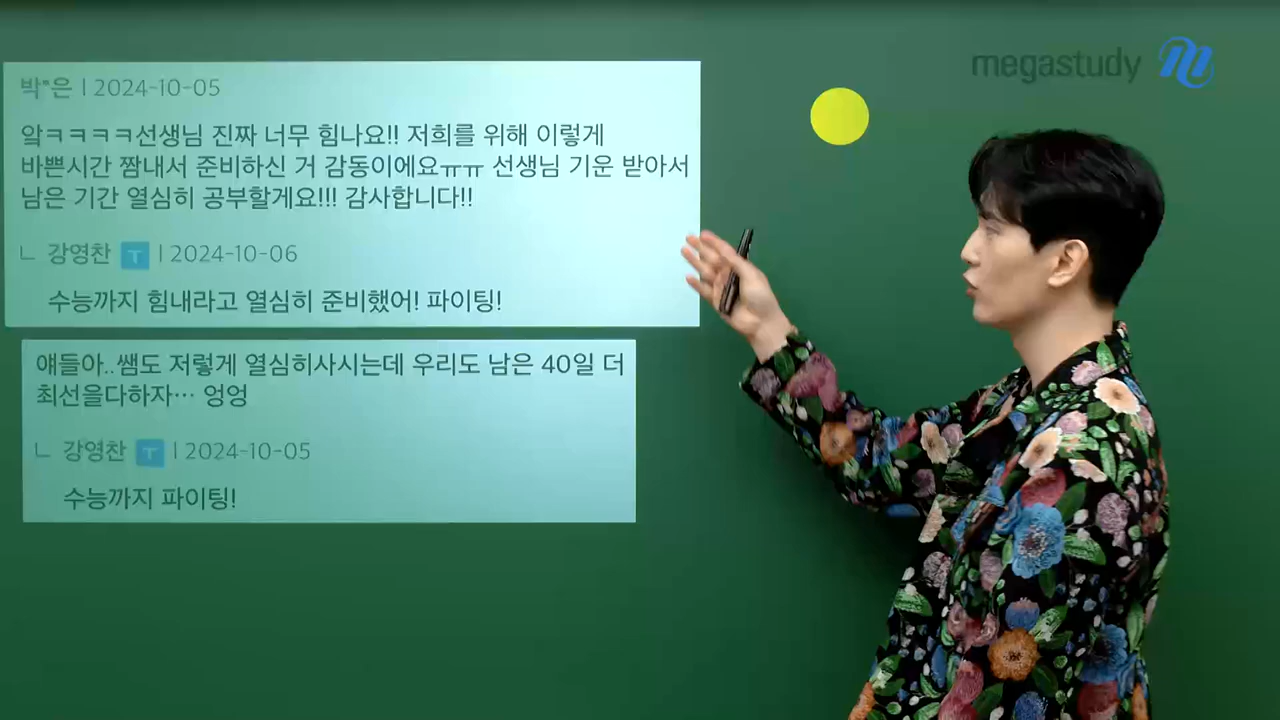 megastudy
박*은 | 2024-10-05
앜ㅋㅋㅋㅋ선생님 진짜 너무 힘나요!! 저희를 위해 이렇게
바쁜시간 짬내서 준비하신 거 감동이에요ㅠㅠ 선생님 기운 받아서
남은 기간 열심히 공부할게요!!! 감사합니다!!
ㄴ 강영찬 T | 2024-10-06
수능까지 힘내라고 열심히 준비했어! 파이팅!
얘들아..쌤도 저렇게 열심히사시는데 우리도 남은 40일 더
최선을다하자… 엉엉
ㄴ 강영찬 T | 2024-10-05
수능까지 파이팅!